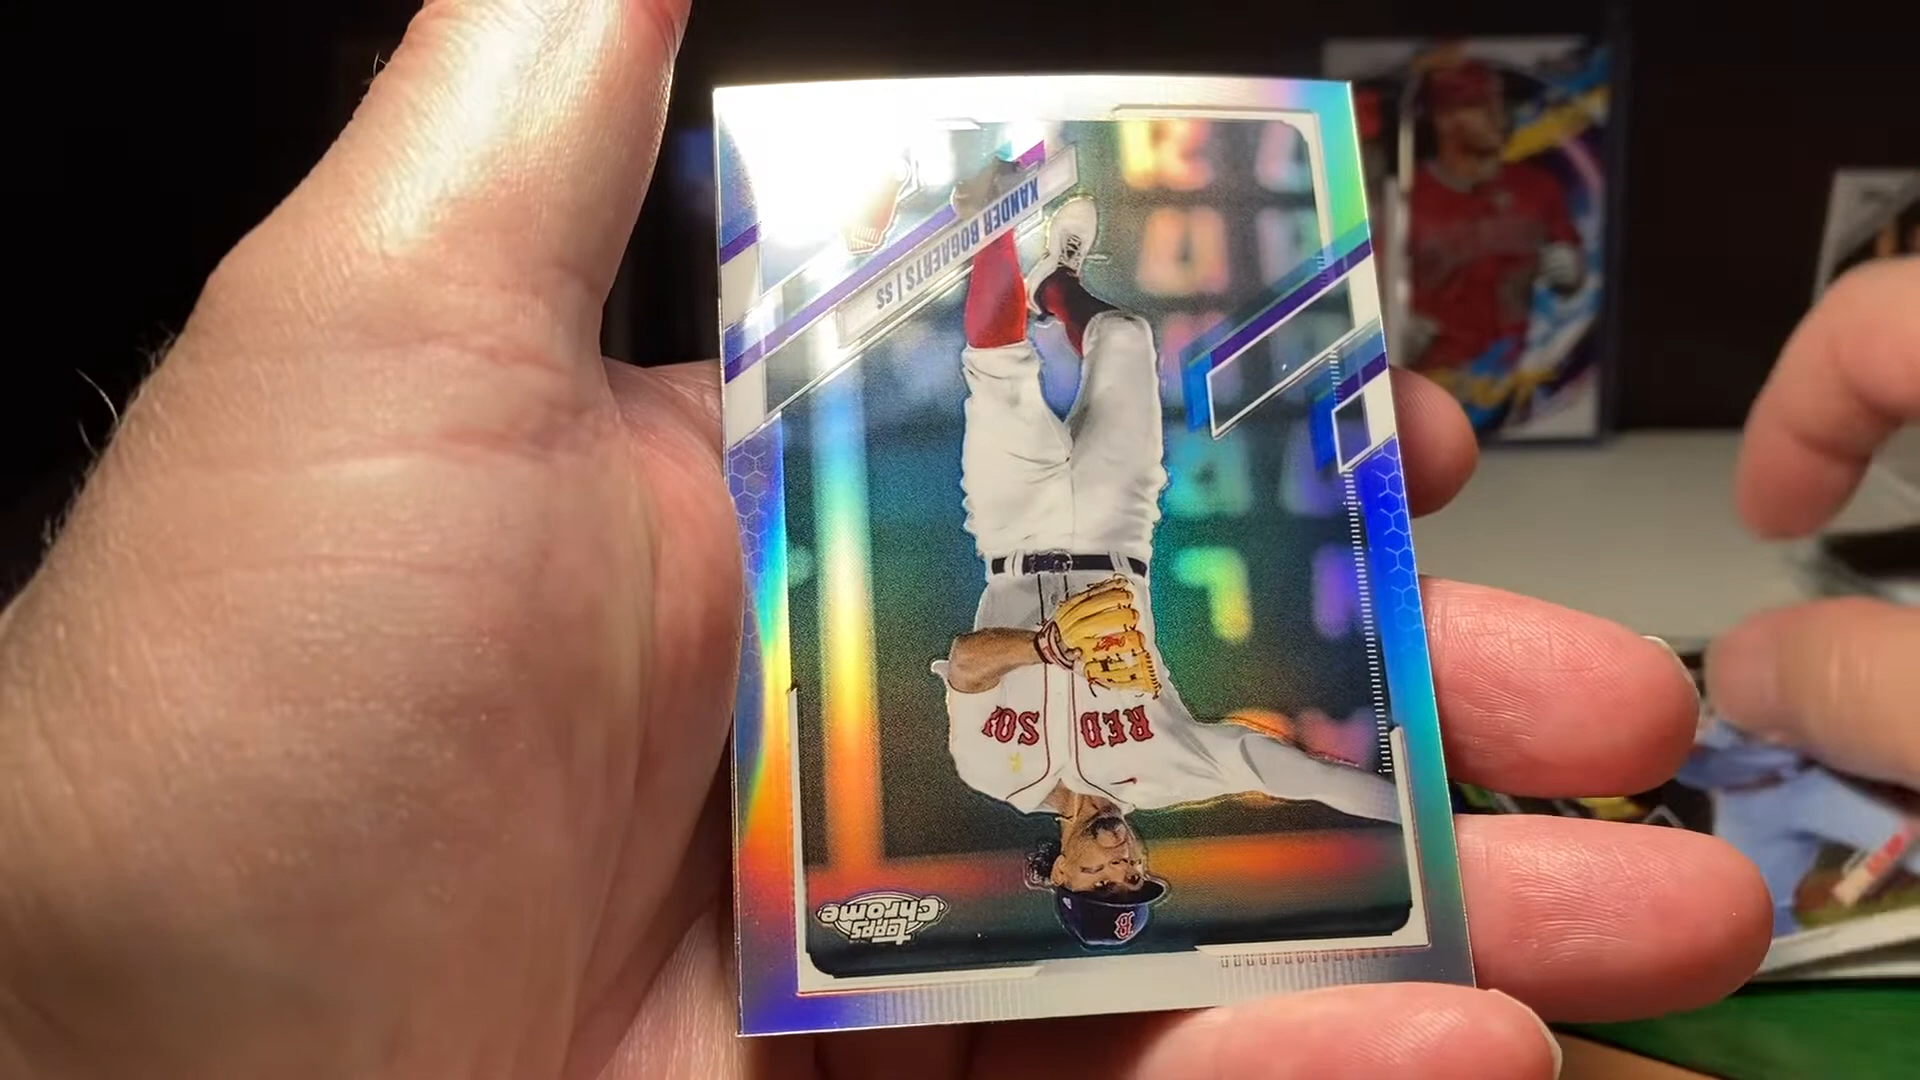 topps
Chrome
B
RED SOX
XANDER BOGAERTS | SS